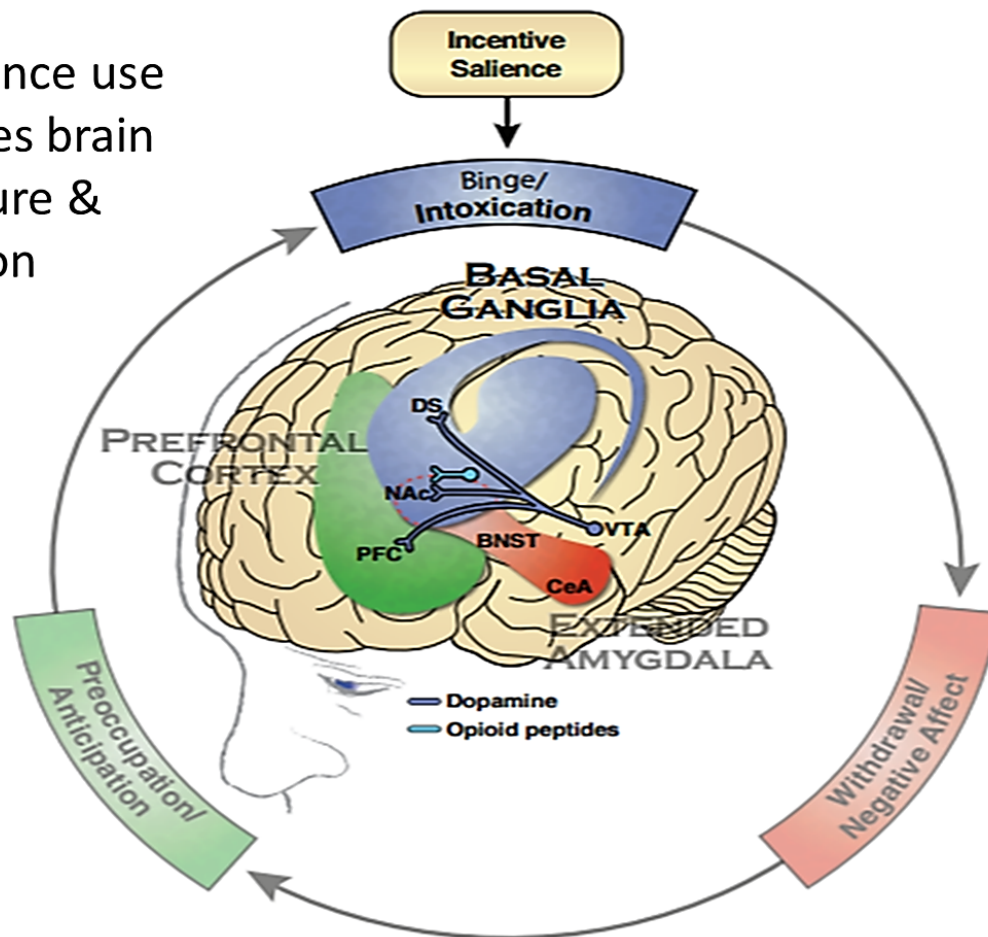 nce use
es brain
ure &
on
Incentive
Salience
Binge/
Intoxication
BASAL
GANGLIA
DS
PREFRONTAL
CORTEX
NAc
PFC
BNST
VTA
CeA
EXTENDED
AMYGDALA
Dopamine
Opioid peptides
Preoccupation/
Anticipation
Withdrawal/
Negative Affect